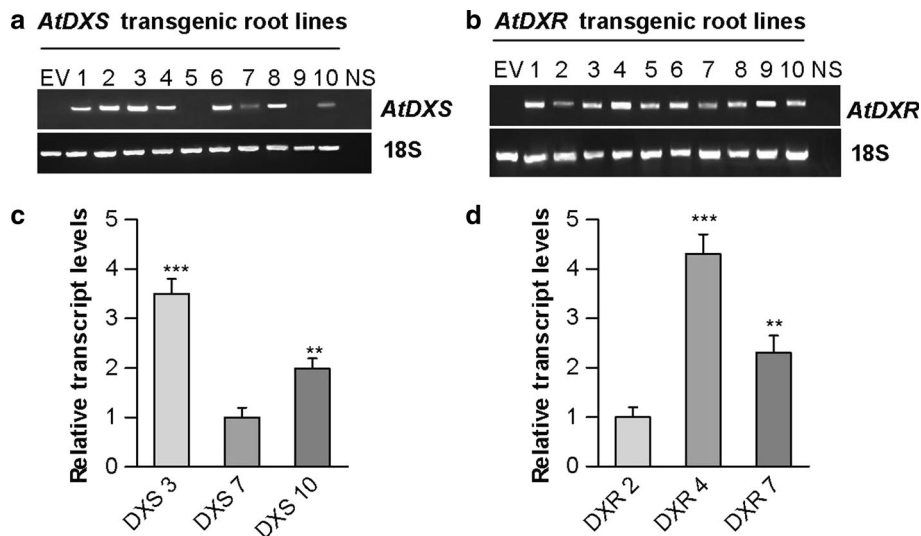 a AtDXS transgenic root lines
EV 1 2 3 4 5 6 7 8 9 10 NS
AtDXS
18S
b AtDXR transgenic root lines
1 2 3 4 5 6 7 8 9 10 NS
EV
AtDXR
18S
c
Relative transcript levels
5
4
3
2
1
0
***
**
DXS 3
DXS 7
DXS 10
d
Relative transcript levels
5
4
3
2
1
0
***
**
DXR 2
DXR 4
DXR 7